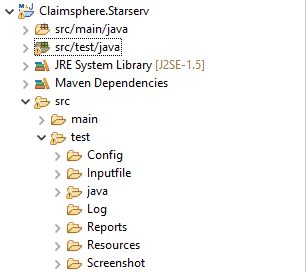 Claimsphere.Starserv
src/main/java
src/test/java
JRE System Library [J2SE-1.5]
Maven Dependencies
src
main
test
Config
Inputfile
java
Log
Reports
Resources
Screenshot